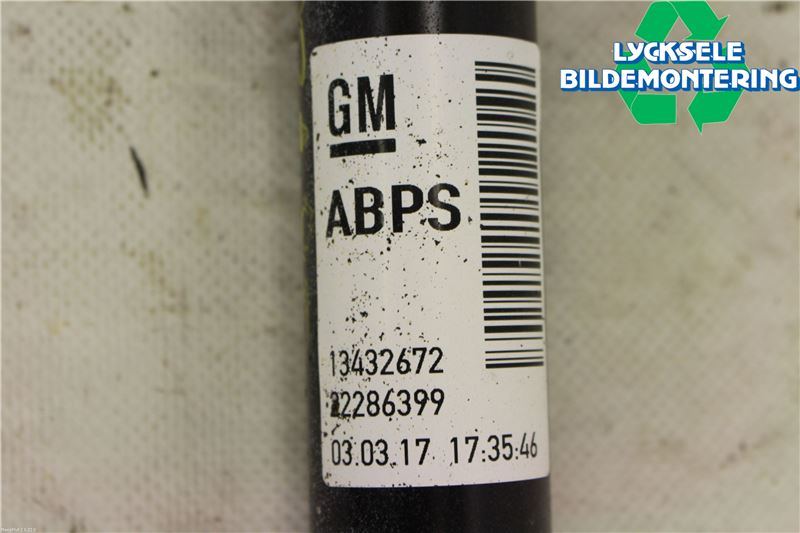 LYCKSELE
BILDEMONTERING
GM
ABPS
13432672
22286399
03.03.17 17:35:46